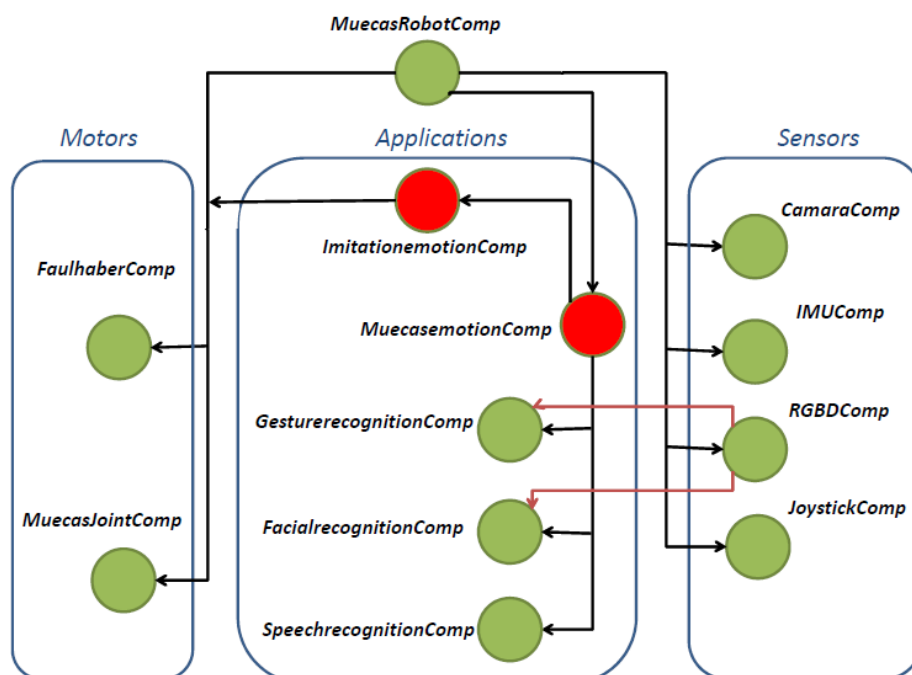 MuecasRobotComp
Motors
Applications
Sensors
CamaraComp
ImitationemotionComp
FaulhaberComp
IMUComp
MuecasemotionComp
RGBDComp
GesturerecognitionComp
JoystickComp
MuecasJointComp
FacialrecognitionComp
SpeechrecognitionComp